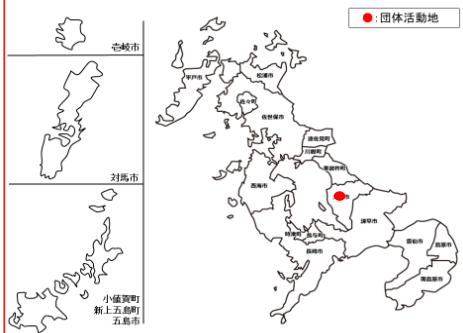 ●:団体活動地
壱岐市
対馬市
小値賀町
新上五島町
五島市
平戸市
松浦市
佐々町
佐世保市
波佐見町
川棚町
東彼杵町
西海市
市
諫早市
時津町
長与町
長崎市
雲仙市
島原市
南島原市